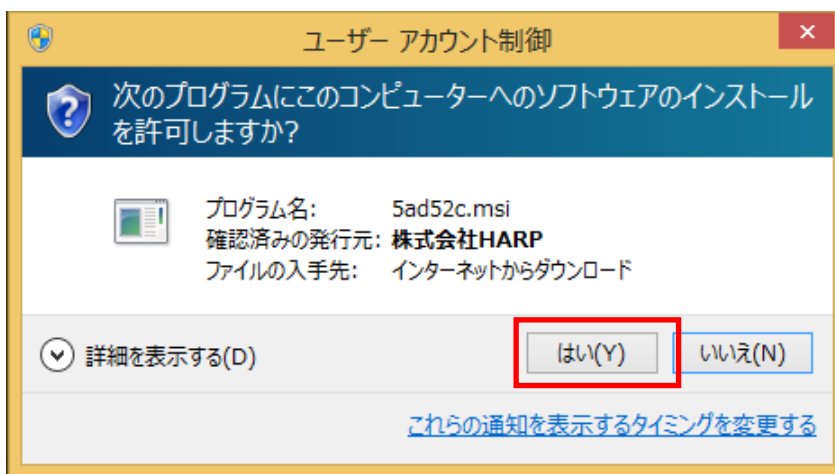 ユーザー アカウント制御
次のプログラムにこのコンピューターへのソフトウェアのインストール
を許可しますか?
プログラム名: 5ad52c.msi
確認済みの発行元: 株式会社HARP
ファイルの入手先: インターネットからダウンロード
詳細を表示する(D) はい(Y) いいえ(N)
これらの通知を表示するタイミングを変更する